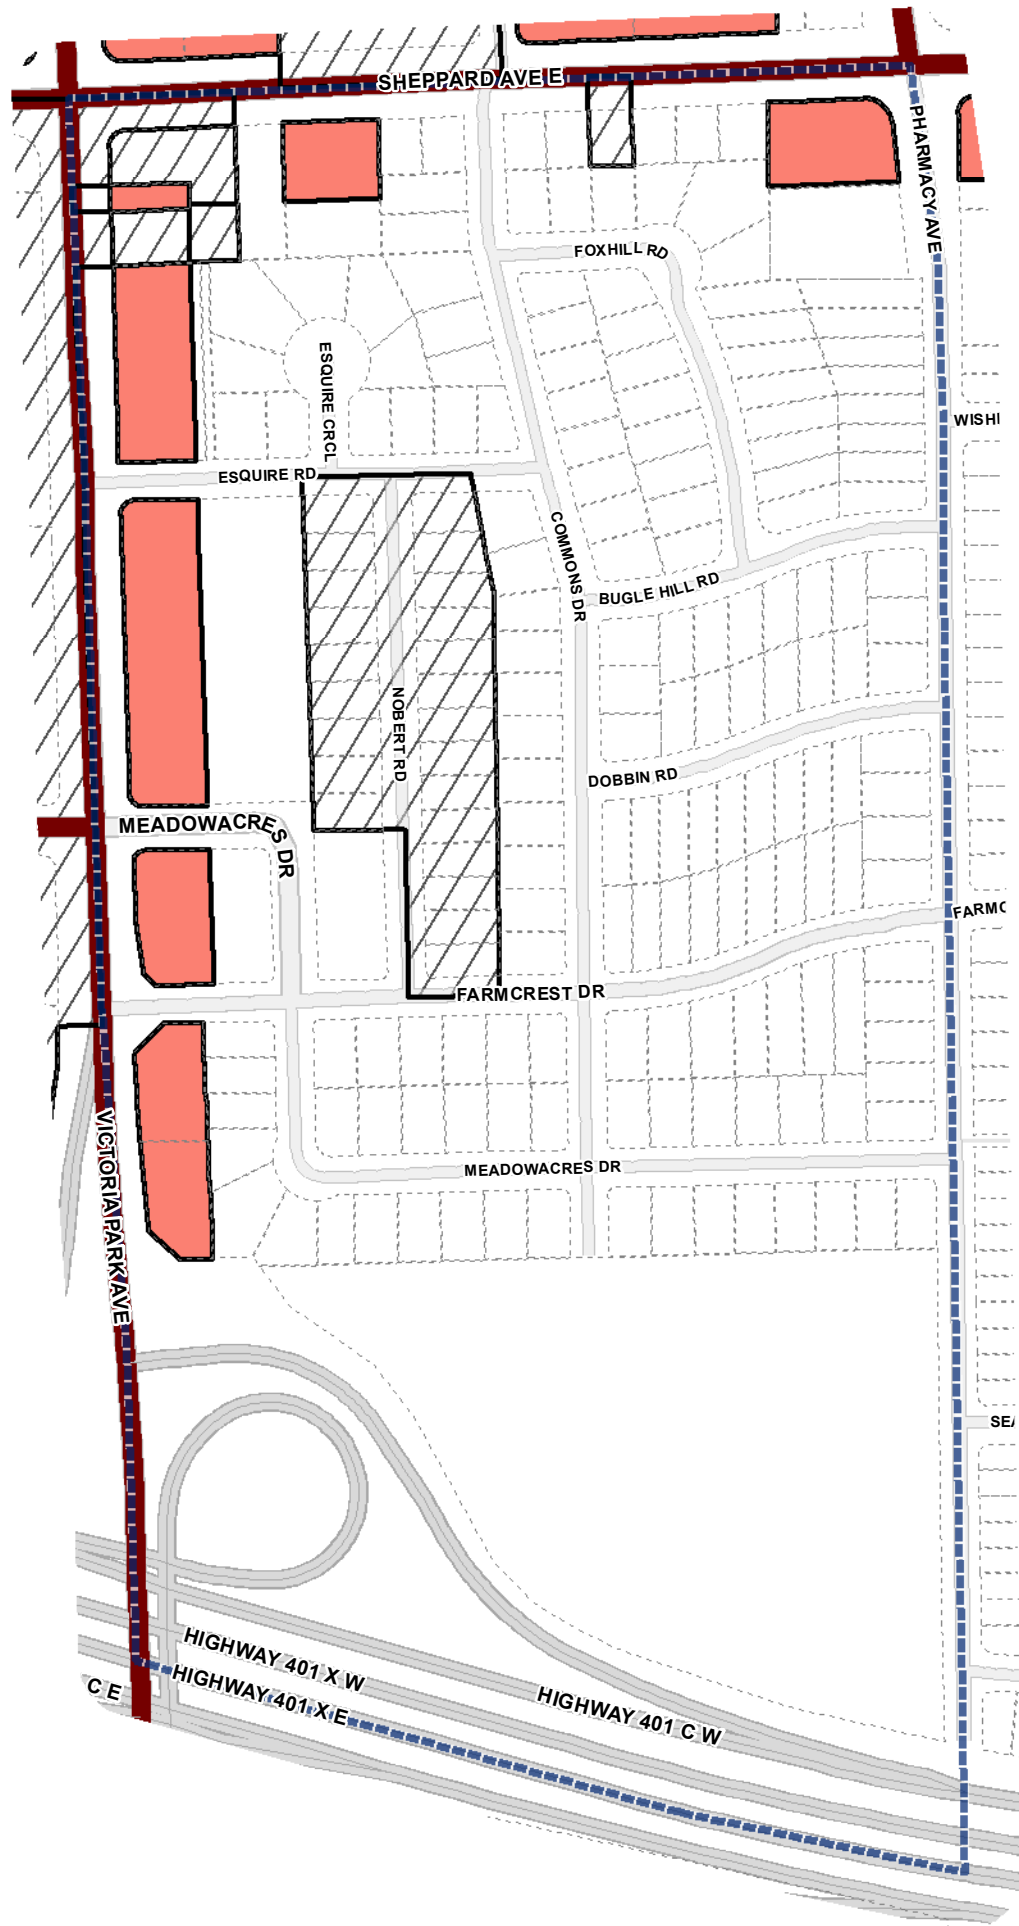 SHEPPARD AVE E
PHARMACY AVE
FOXHILL RD
ESQUIRE CRCL
WISHI
ESQUIRE RD
COMMONS DR
BUGLE HILL RD
NOBERT RD
DOBBIN RD
MEADOWACRES DR
FARMC
FARMCREST DR
VICTORIA PARK AVE
MEADOWACRES DR
SEA
HIGHWAY 401 X W
HIGHWAY 401 X E
C E
HIGHWAY 401 C W